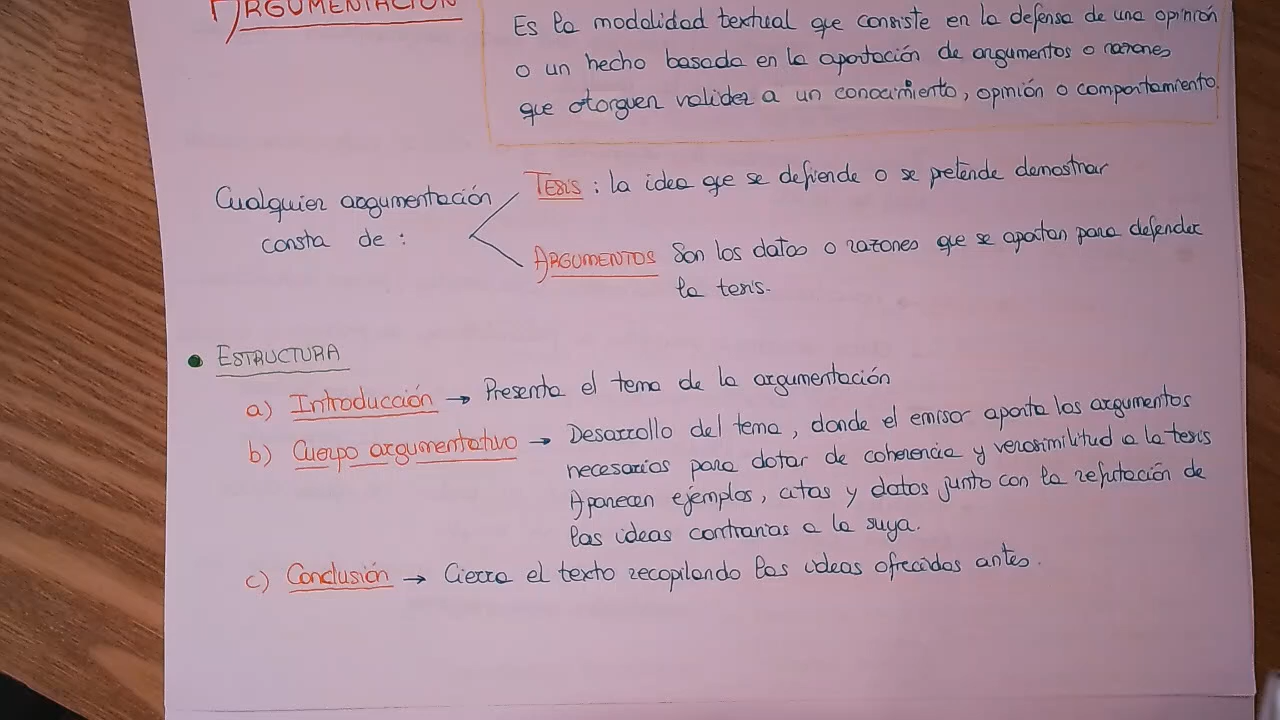 ARGUMENTACIÓN
Es la modalidad textual que consiste en la defensa de una opinión
o un hecho basada en la aportación de argumentos o razones
que otorguen validez a un conocimiento, opinión o comportamiento.
Cualquier argumentación
consta de :
TESIS : la idea que se defiende o se pretende demostrar
ARGUMENTOS Son los datos o razones que se aportan para defender
la tesis.
• ESTRUCTURA
a) Introducción → Presenta el tema de la argumentación
b) Cuerpo argumentativo → Desarrollo del tema, donde el emisor aporta los argumentos
necesarios para dotar de coherencia y verosimilitud a la tesis
Aparecen ejemplos, citas y datos junto con la refutación de
las ideas contrarias a la suya.
c) Conclusión → Cierra el texto recopilando las ideas ofrecidas antes.